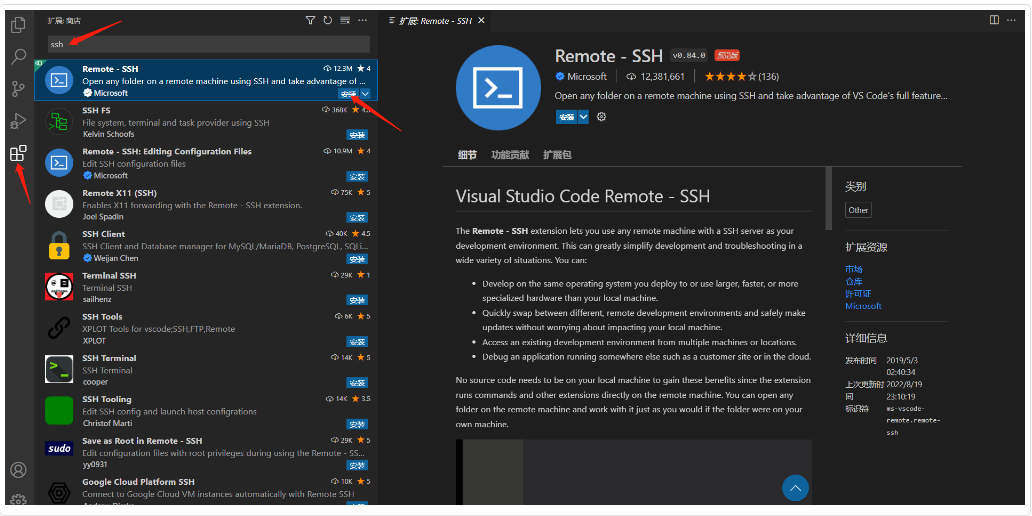 扩展: 商店
ssh
Remote - SSH
12.3M ★ 4
Open any folder on a remote machine using SSH and take advantage of ...
Microsoft
安装
SSH FS
368K ★ 4.5
File system, terminal and task provider using SSH
Kelvin Schoofs
安装
Remote - SSH: Editing Configuration Files
10.9M ★ 4
Edit SSH configuration files
Microsoft
安装
Remote X11 (SSH)
75K ★ 5
Enables X11 forwarding with the Remote - SSH extension.
Joel Spadin
安装
SSH Client
40K ★ 4.5
SSH Client and Database manager for MySQL/MariaDB, PostgreSQL, SQLi...
Weijan Chen
安装
Terminal SSH
29K ★ 1
Terminal SSH
sailhenz
安装
SSH Tools
6K ★ 5
XPLOT Tools for vscode;SSH,FTP,Remote
XPLOT
安装
SSH Terminal
14K ★ 5
SSH Terminal
cooper
安装
SSH Tooling
14K ★ 3.5
Edit SSH config and launch host configrations
Christof Marti
安装
sudo
Save as Root in Remote - SSH
29K ★ 5
Edit configuration files with root privileges during using the Remote - SS...
yy0931
安装
Google Cloud Platform SSH
10K ★ 5
Connect to Google Cloud VM instances automatically with Remote SSH
扩展: Remote - SSH
Remote - SSH v0.84.0 预览版
Microsoft 12,381,661 ★★★★☆(136)
Open any folder on a remote machine using SSH and take advantage of VS Code's full feature...
安装
细节 功能贡献 扩展包
Visual Studio Code Remote - SSH
The Remote - SSH extension lets you use any remote machine with a SSH server as your
development environment. This can greatly simplify development and troubleshooting in a
wide variety of situations. You can:
• Develop on the same operating system you deploy to or use larger, faster, or more
specialized hardware than your local machine.
• Quickly swap between different, remote development environments and safely make
updates without worrying about impacting your local machine.
• Access an existing development environment from multiple machines or locations.
• Debug an application running somewhere else such as a customer site or in the cloud.
No source code needs to be on your local machine to gain these benefits since the extension
runs commands and other extensions directly on the remote machine. You can open any
folder on the remote machine and work with it just as you would if the folder were on your
own machine.
类别
Other
扩展资源
市场
仓库
许可证
Microsoft
详细信息
发布时间 2019/5/3
02:40:34
上次更新时 2022/8/19
间 23:10:19
标识符 ms-vscode-
remote.remote-
ssh